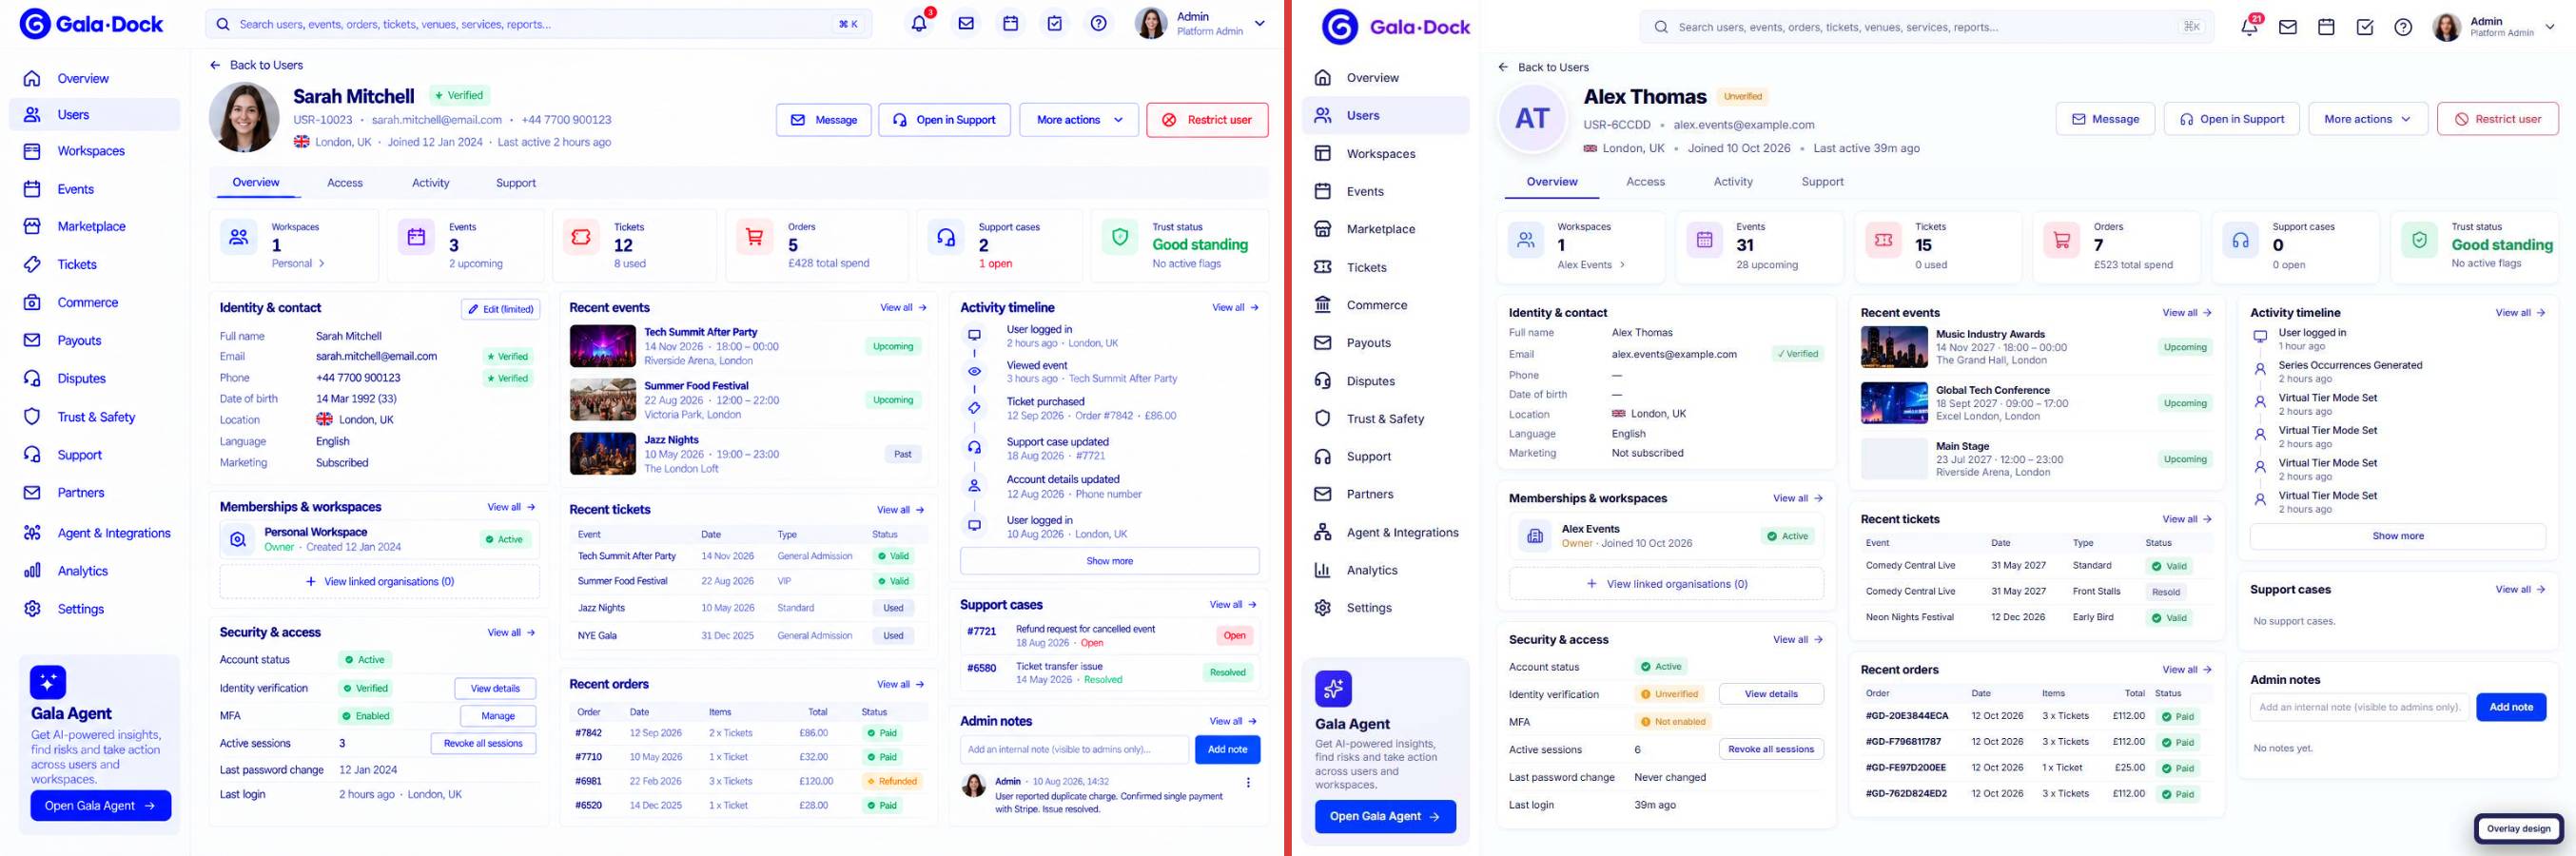 Gala·Dock
Search users, events, orders, tickets, venues, services, reports...
⌘ K
3
Admin
Platform Admin
Overview
Users
Workspaces
Events
Marketplace
Tickets
Commerce
Payouts
Disputes
Trust & Safety
Support
Partners
Agent & Integrations
Analytics
Settings
Gala Agent
Get AI-powered insights,
find risks and take action
across users and
workspaces.
Open Gala Agent →
← Back to Users
Sarah Mitchell Verified
USR-10023 • sarah.mitchell@email.com • +44 7700 900123
London, UK • Joined 12 Jan 2024 • Last active 2 hours ago
Message
Open in Support
More actions
Restrict user
Overview Access Activity Support
Workspaces
1
Personal >
Events
3
2 upcoming
Tickets
12
8 used
Orders
5
£428 total spend
Support cases
2
1 open
Trust status
Good standing
No active flags
Identity & contact Edit (limited)
Full name Sarah Mitchell
Email sarah.mitchell@email.com Verified
Phone +44 7700 900123 Verified
Date of birth 14 Mar 1992 (33)
Location London, UK
Language English
Marketing Subscribed
Memberships & workspaces View all →
Personal Workspace
Owner • Created 12 Jan 2024
Active
+ View linked organisations (0)
Security & access View all →
Account status Active
Identity verification Verified View details
MFA Enabled Manage
Active sessions 3 Revoke all sessions
Last password change 12 Jan 2024
Last login 2 hours ago • London, UK
Recent events View all →
Tech Summit After Party
14 Nov 2026 • 18:00 – 00:00
Riverside Arena, London
Upcoming
Summer Food Festival
22 Aug 2026 • 12:00 – 22:00
Victoria Park, London
Upcoming
Jazz Nights
10 May 2026 • 19:00 – 23:00
The London Loft
Past
Recent tickets View all →
Event Date Type Status
Tech Summit After Party 14 Nov 2026 General Admission Valid
Summer Food Festival 22 Aug 2026 VIP Valid
Jazz Nights 10 May 2026 Standard Used
NYE Gala 31 Dec 2025 General Admission Used
Recent orders View all →
Order Date Items Total Status
#7842 12 Sep 2026 2 x Tickets £86.00 Paid
#7710 10 May 2026 1 x Ticket £32.00 Paid
#6981 22 Feb 2026 3 x Tickets £120.00 Refunded
#6520 14 Dec 2025 1 x Ticket £28.00 Paid
Activity timeline View all →
User logged in
2 hours ago • London, UK
Viewed event
3 hours ago • Tech Summit After Party
Ticket purchased
12 Sep 2026 • Order #7842 • £86.00
Support case updated
18 Aug 2026 • #7721
Account details updated
12 Aug 2026 • Phone number
User logged in
10 Aug 2026 • London, UK
Show more
Support cases View all →
#7721 Refund request for cancelled event
18 Aug 2026 • Open
Open
#6580 Ticket transfer issue
14 May 2026 • Resolved
Resolved
Admin notes View all →
Add an internal note (visible to admins only)...
Add note
Admin • 10 Aug 2026, 14:32
User reported duplicate charge. Confirmed single payment
with Stripe. Issue resolved.
Gala·Dock
Search users, events, orders, tickets, venues, services, reports...
⌘K
21
Admin
Platform Admin
Overview
Users
Workspaces
Events
Marketplace
Tickets
Commerce
Payouts
Disputes
Trust & Safety
Support
Partners
Agent & Integrations
Analytics
Settings
Gala Agent
Get AI-powered insights,
find risks and take action
across users and
workspaces.
Open Gala Agent →
← Back to Users
AT
Alex Thomas Unverified
USR-6CCDD • alex.events@example.com
London, UK • Joined 10 Oct 2026 • Last active 39m ago
Message
Open in Support
More actions
Restrict user
Overview Access Activity Support
Workspaces
1
Alex Events >
Events
31
28 upcoming
Tickets
15
0 used
Orders
7
£523 total spend
Support cases
0
0 open
Trust status
Good standing
No active flags
Identity & contact
Full name Alex Thomas
Email alex.events@example.com ✓ Verified
Phone —
Date of birth —
Location London, UK
Language English
Marketing Not subscribed
Memberships & workspaces View all →
Alex Events
Owner · Joined 10 Oct 2026
Active
+ View linked organisations (0)
Security & access View all →
Account status Active
Identity verification Unverified View details
MFA Not enabled
Active sessions 6 Revoke all sessions
Last password change Never changed
Last login 39m ago
Recent events View all →
Music Industry Awards
14 Nov 2027 · 18:00 – 00:00
The Grand Hall, London
Upcoming
Global Tech Conference
18 Sept 2027 · 09:00 – 17:00
Excel London, London
Upcoming
Main Stage
23 Jul 2027 · 12:00 – 23:00
Riverside Arena, London
Upcoming
Recent tickets View all →
Event Date Type Status
Comedy Central Live 31 May 2027 Standard Valid
Comedy Central Live 31 May 2027 Front Stalls Resold
Neon Nights Festival 12 Dec 2026 Early Bird Valid
Recent orders View all →
Order Date Items Total Status
#GD-20E3844ECA 12 Oct 2026 3 x Tickets £112.00 Paid
#GD-F796811787 12 Oct 2026 3 x Tickets £112.00 Paid
#GD-FE97D200EE 12 Oct 2026 1 x Ticket £25.00 Paid
#GD-762D824ED2 12 Oct 2026 3 x Tickets £112.00 Paid
Activity timeline View all →
User logged in
1 hour ago
Series Occurrences Generated
2 hours ago
Virtual Tier Mode Set
2 hours ago
Virtual Tier Mode Set
2 hours ago
Virtual Tier Mode Set
2 hours ago
Virtual Tier Mode Set
2 hours ago
Show more
Support cases View all →
No support cases.
Admin notes
Add an internal note (visible to admins only).
Add note
No notes yet.
Overlay design